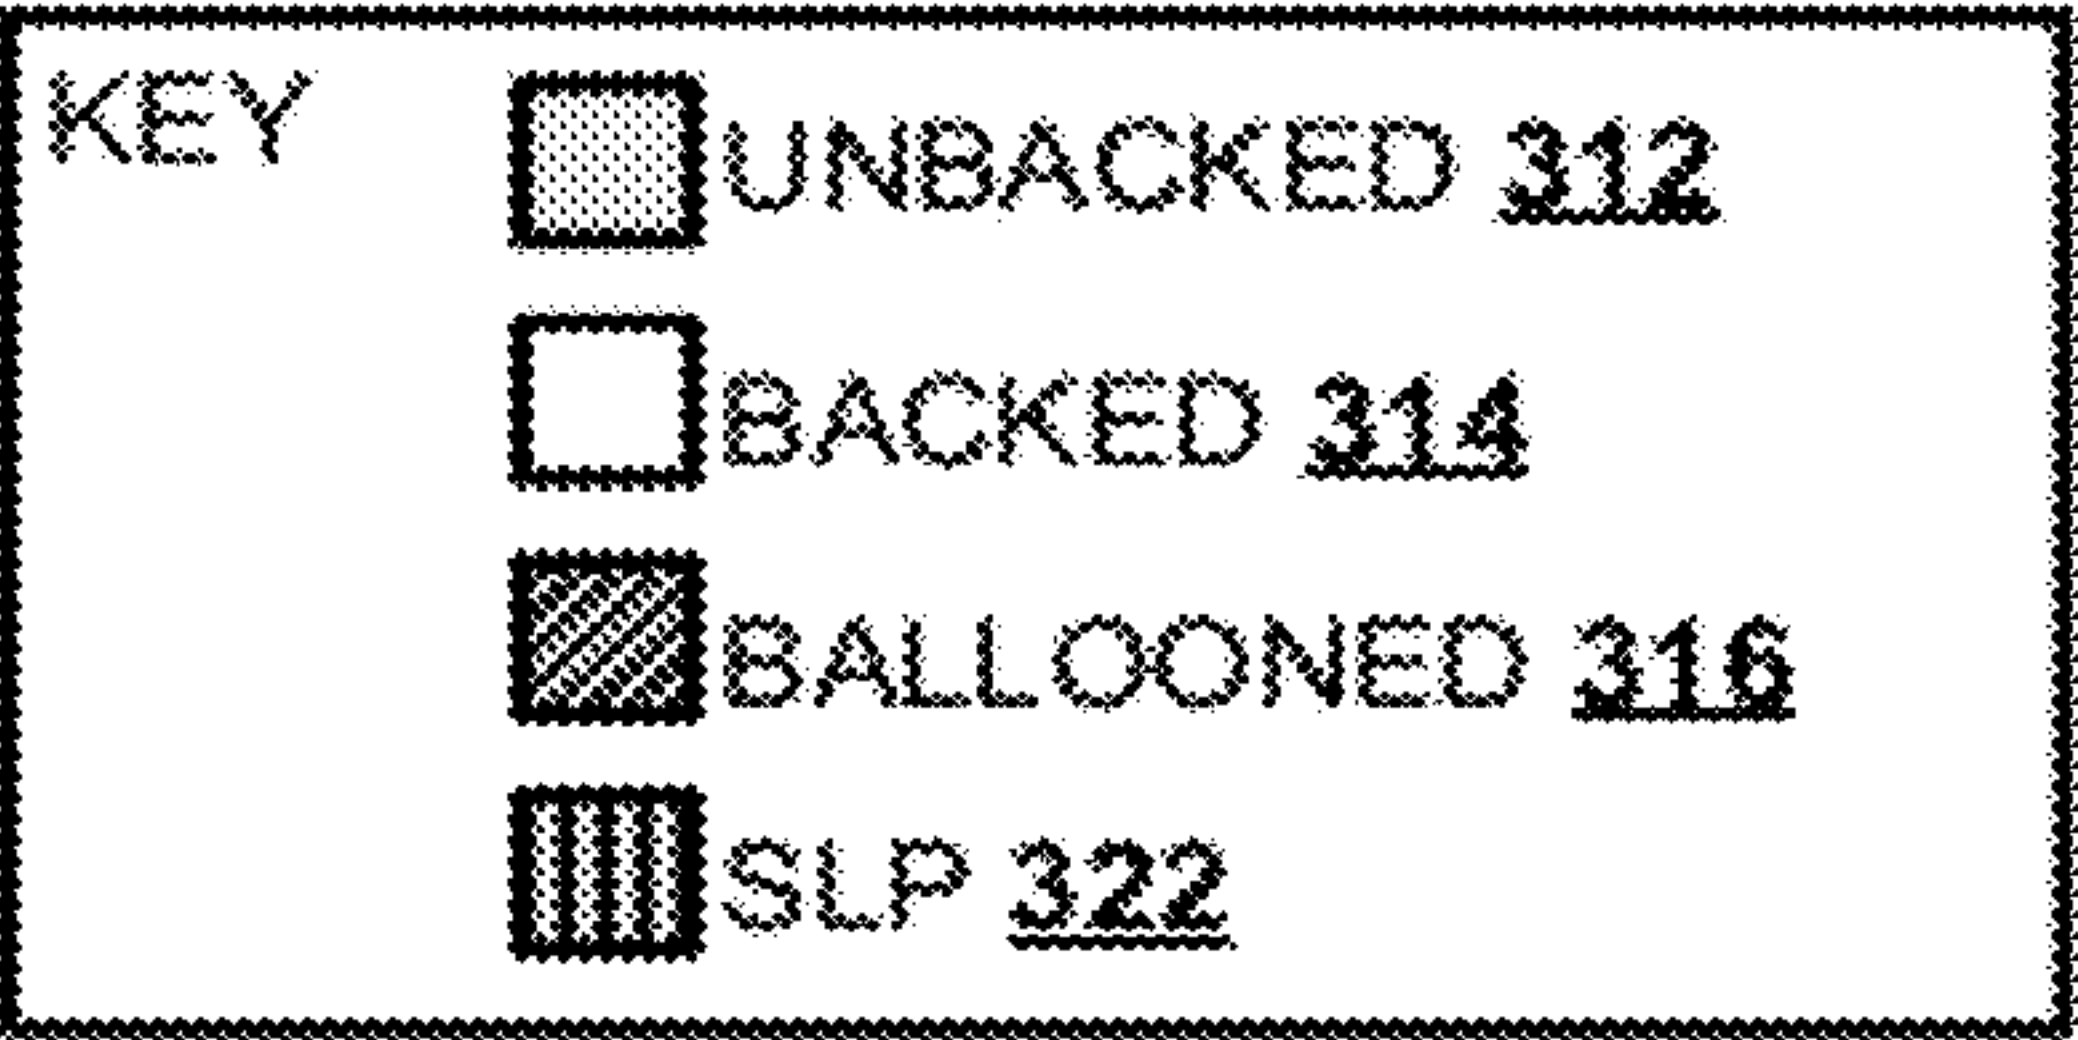 KEY
UNBACKED 312
BACKED 314
BALLOONED 316
SLP 322